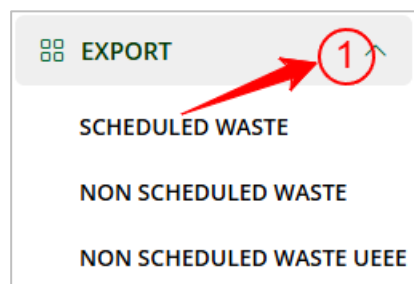 EXPORT 1
SCHEDULED WASTE
NON SCHEDULED WASTE
NON SCHEDULED WASTE UEEE